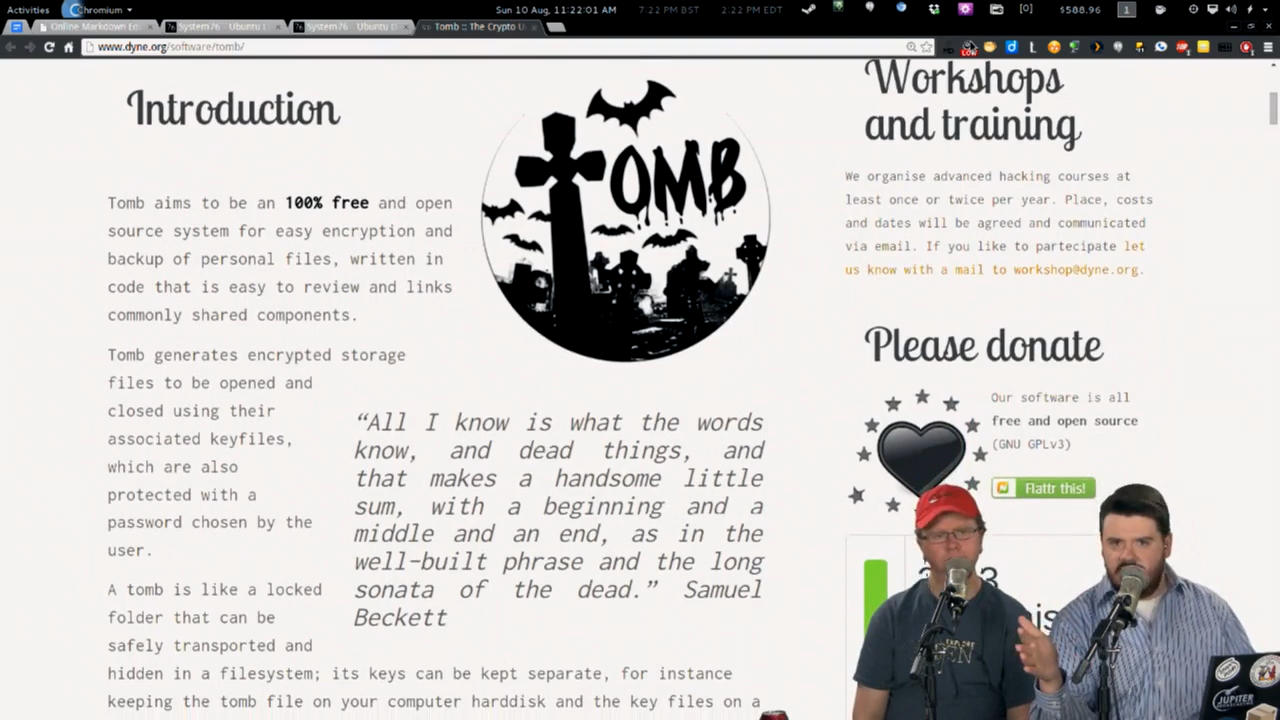 Activities
Chromium
Sun 10 Aug, 11:22:01 AM
7:22 PM BST
2:22 PM EDT
$588.96
1
Online Markdown Ed
System76 - Ubuntu L
System76 - Ubuntu D
Tomb :: The Crypto U
www.dyne.org/software/tomb/
Introduction
TOMB
Tomb aims to be an 100% free and open
source system for easy encryption and
backup of personal files, written in
code that is easy to review and links
commonly shared components.
Tomb generates encrypted storage
files to be opened and
closed using their
associated keyfiles,
which are also
protected with a
password chosen by the
user.
“All I know is what the words
know, and dead things, and
that makes a handsome little
sum, with a beginning and a
middle and an end, as in the
well-built phrase and the long
sonata of the dead.” Samuel
Beckett
A tomb is like a locked
folder that can be
safely transported and
hidden in a filesystem; its keys can be kept separate, for instance
keeping the tomb file on your computer harddisk and the key files on a
Workshops
and training
We organise advanced hacking courses at
least once or twice per year. Place, costs
and dates will be agreed and communicated
via email. If you like to partecipate let
us know with a mail to workshop@dyne.org.
Please donate
Our software is all
free and open source
(GNU GPLv3)
Flattr this!
JUPITER